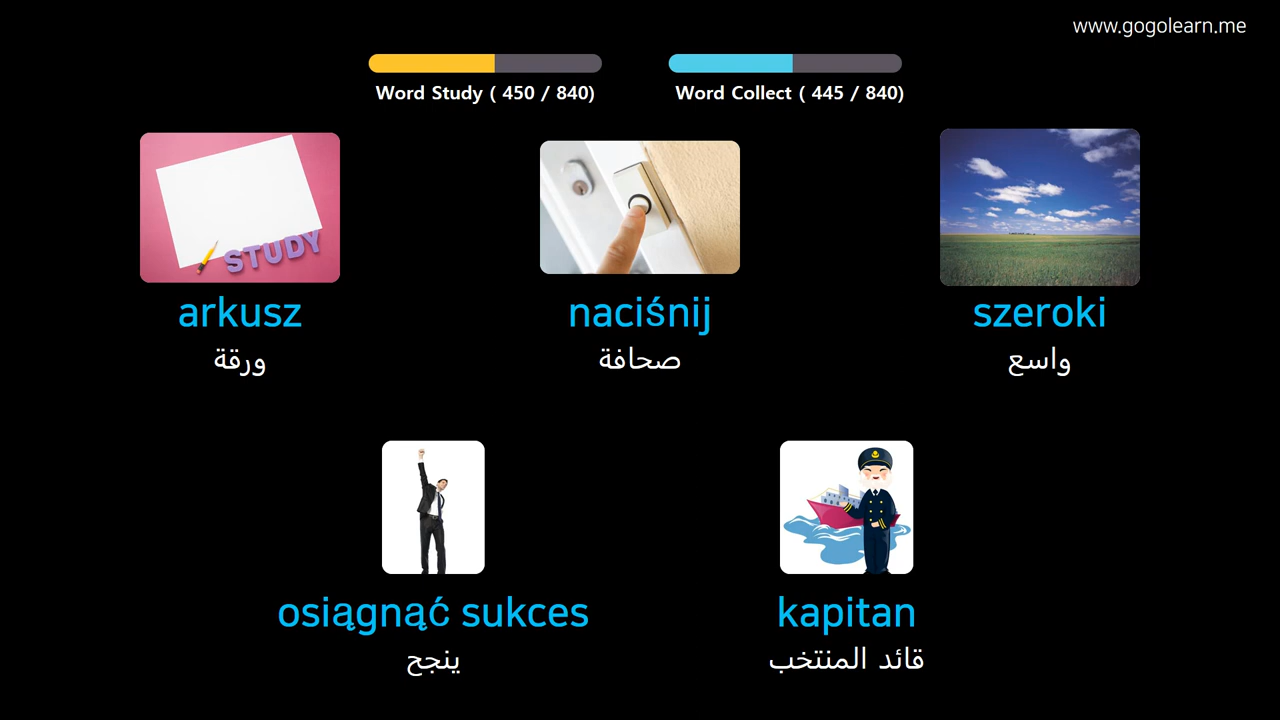 www.gogolearn.me
Word Study ( 450 / 840)
Word Collect ( 445 / 840)
STUDY
arkusz
naciśnij
szeroki
ورقة
صحافة
واسع
osiągnąć sukces
kapitan
ينجح
قائد المنتخب